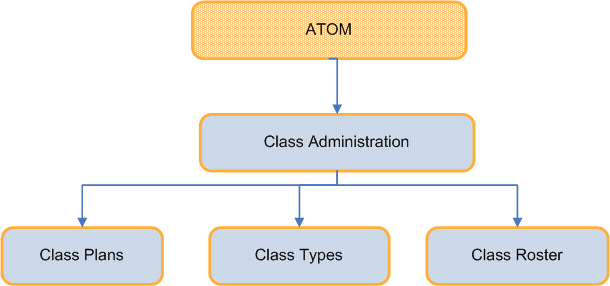 ATOM
Class Administration
Class Plans
Class Types
Class Roster